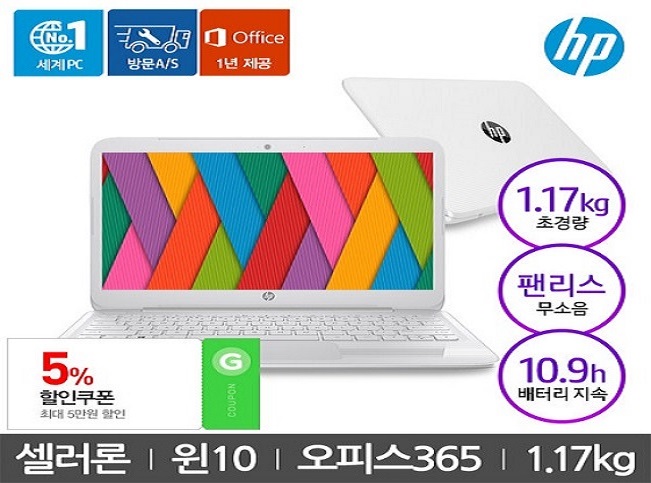 No.1
세계PC
방문A/S
Office
1년 제공
hp
hp
hp
1.17kg
초경량
팬리스
무소음
10.9h
배터리 지속
5%
할인쿠폰
최대 5만원 할인
G
COUPON
셀러론 | 윈10 | 오피스365 | 1.17kg